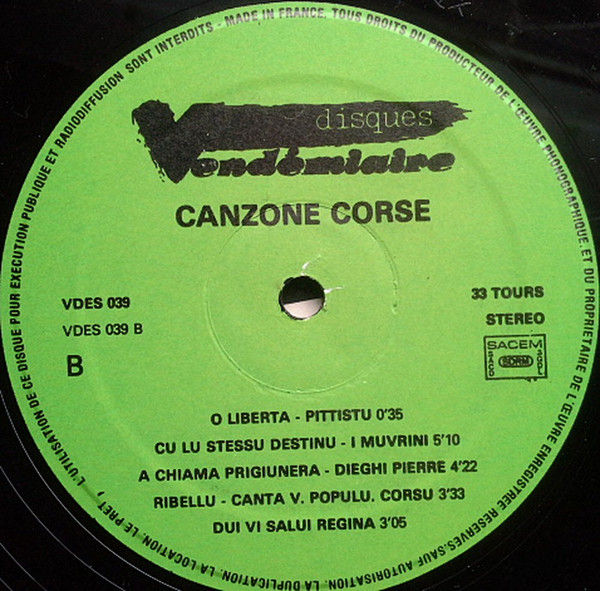 L'UTILISATION DE CE DISQUE POUR EXECUTION PUBLIQUE ET RADIODIFFUSION SONT INTERDITS - MADE IN FRANCE. TOUS DROITS DU PRODUCTEUR DE L'ŒUVRE PHONOGRAPHIQUE ET DU PROPRIETAIRE DE L'ŒUVRE ENREGISTREE RESERVES. SAUF AUTORISATION. LA DUPLICATION. LA LOCATION. LE PRET,
disques
Vendémiaire
CANZONE CORSE
VDES 039
VDES 039 B
B
33 TOURS
STEREO
SACEM
SACD
SDRM
O LIBERTA - PITTISTU 0'35
CU LU STESSU DESTINU - I MUVRINI 5'10
A CHIAMA PRIGIUNERA - DIEGHI PIERRE 4'22
RIBELLU - CANTA V. POPULU. CORSU 3'33
DUI VI SALUI REGINA 3'05